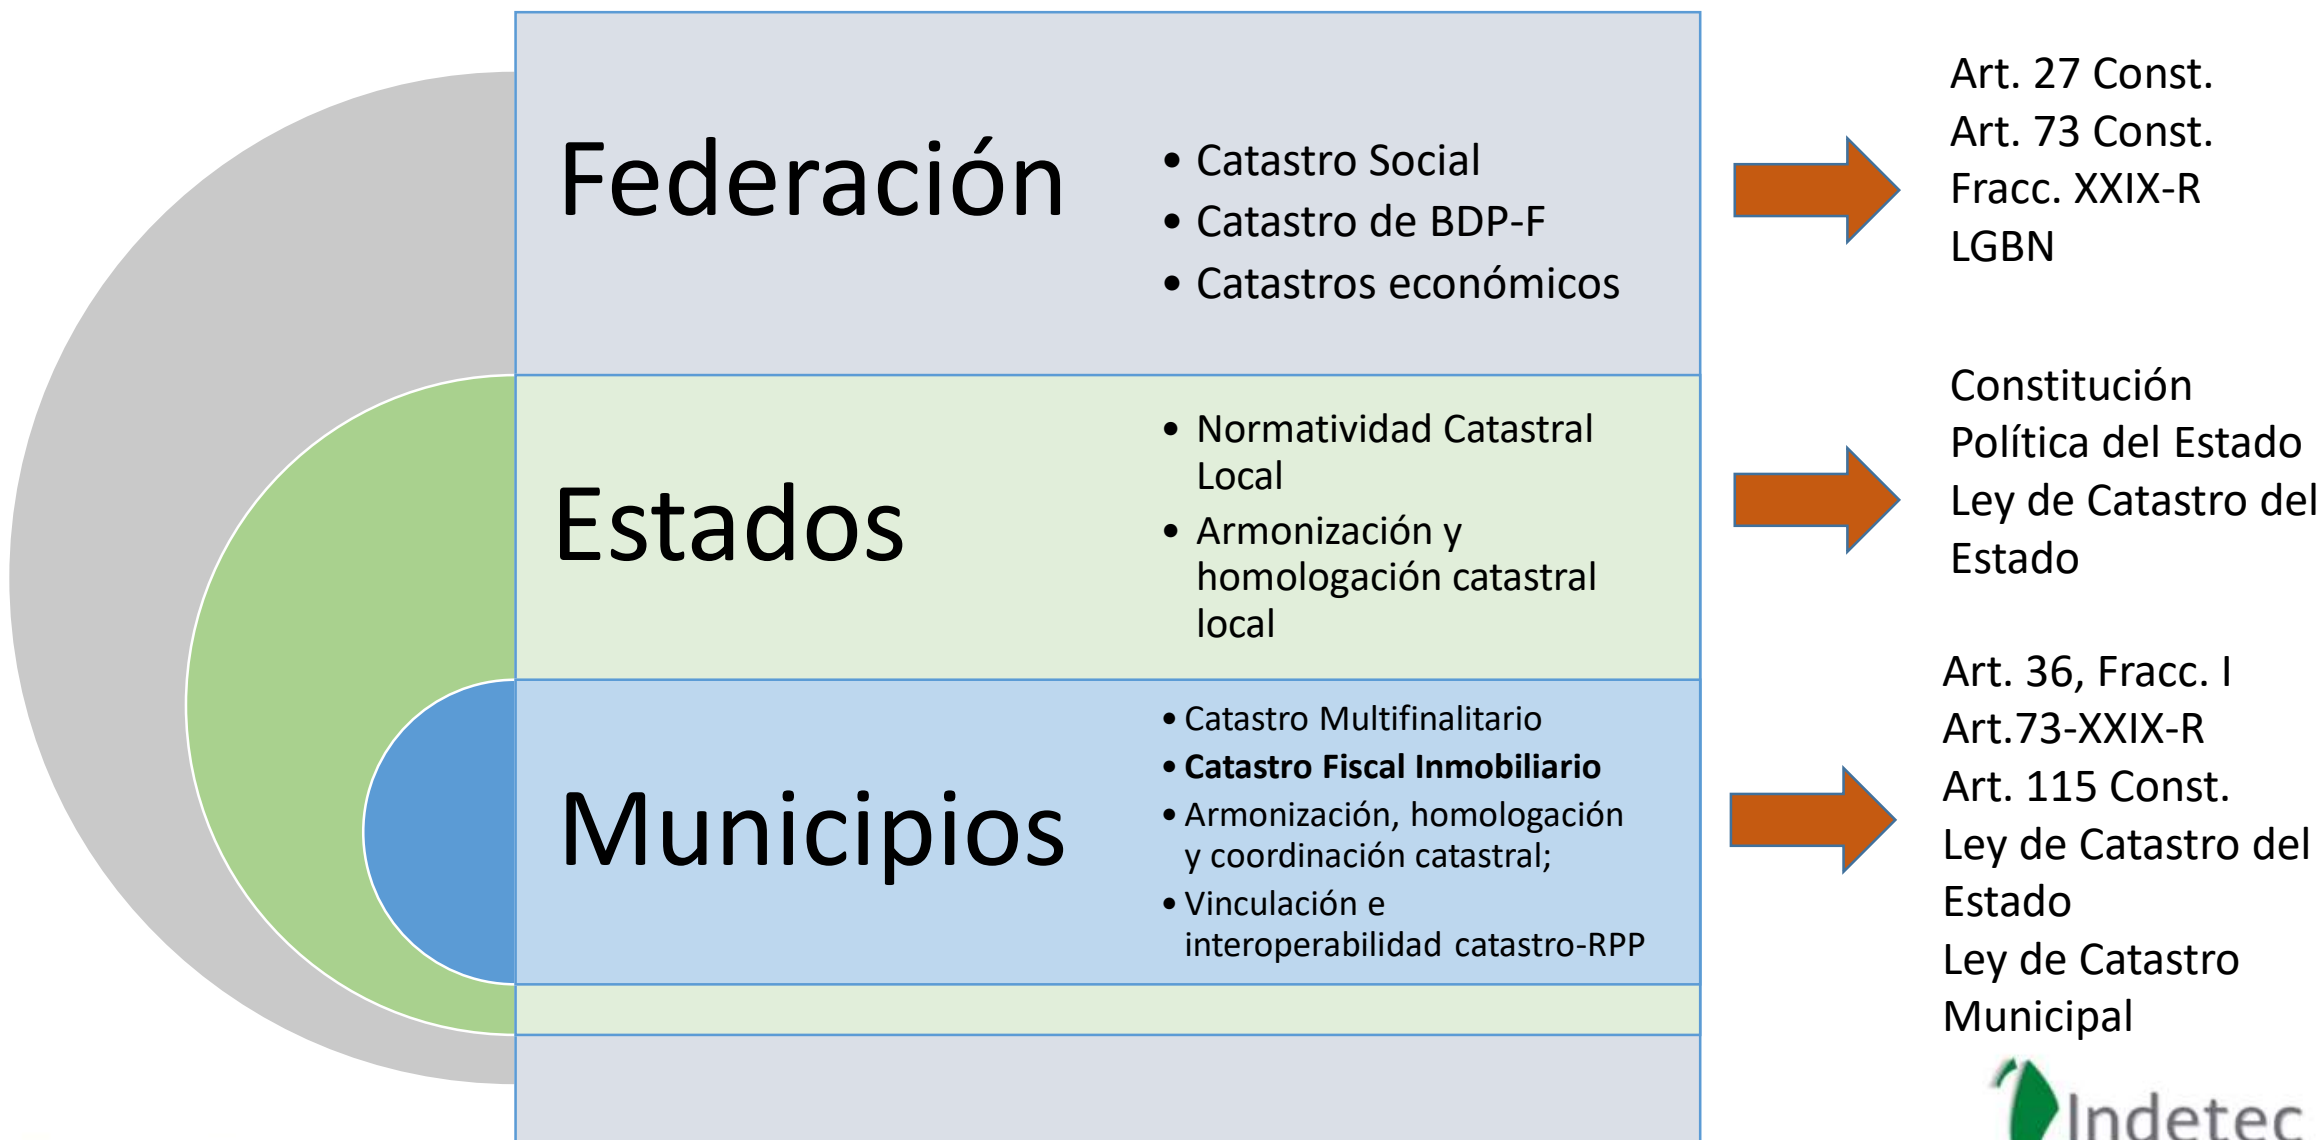 Federación
• Catastro Social
• Catastro de BDP-F
• Catastros económicos
Art. 27 Const.
Art. 73 Const.
Fracc. XXIX-R
LGBN
Estados
• Normatividad Catastral
Local
• Armonización y
homologación catastral
local
Constitución
Política del Estado
Ley de Catastro del
Estado
Municipios
• Catastro Multifinalitario
• Catastro Fiscal Inmobiliario
• Armonización, homologación
y coordinación catastral;
• Vinculación e
interoperabilidad catastro-RPP
Art. 36, Fracc. I
Art.73-XXIX-R
Art. 115 Const.
Ley de Catastro del
Estado
Ley de Catastro
Municipal
Indetec